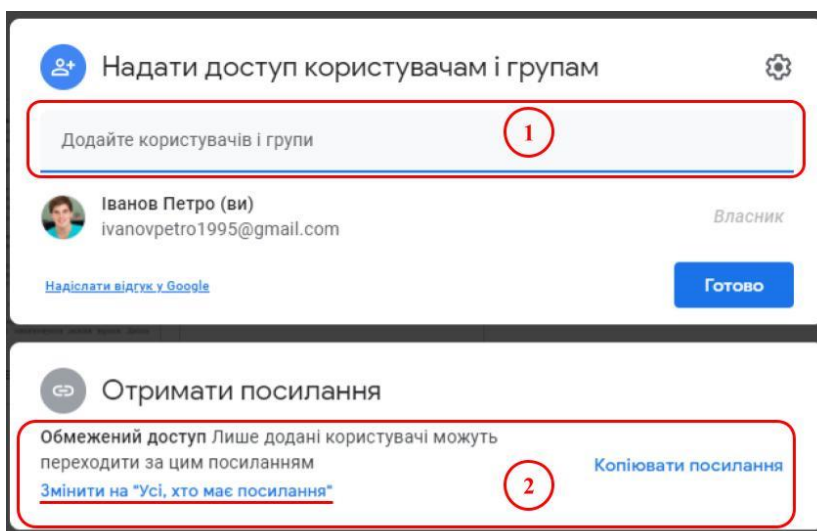 Надати доступ користувачам і групам
Додайте користувачів і групи
1
Іванов Петро (ви)
ivanovpetro1995@gmail.com
Власник
Надіслати відгук у Google
Готово
Отримати посилання
Обмежений доступ Лише додані користувачі можуть
переходити за цим посиланням
Копіювати посилання
Змінити на "Усі, хто має посилання"
2